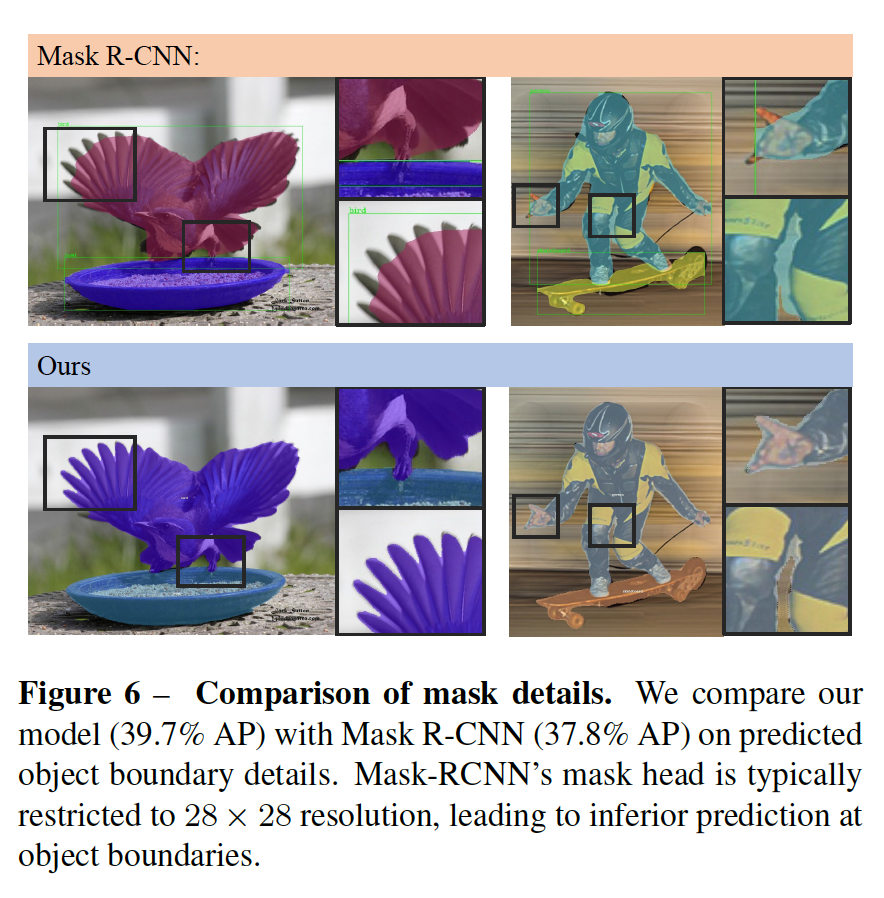 Mask R-CNN:
bird
Ours
Figure 6 – Comparison of mask details. We compare our
model (39.7% AP) with Mask R-CNN (37.8% AP) on predicted
object boundary details. Mask-RCNN's mask head is typically
restricted to 28 × 28 resolution, leading to inferior prediction at
object boundaries.